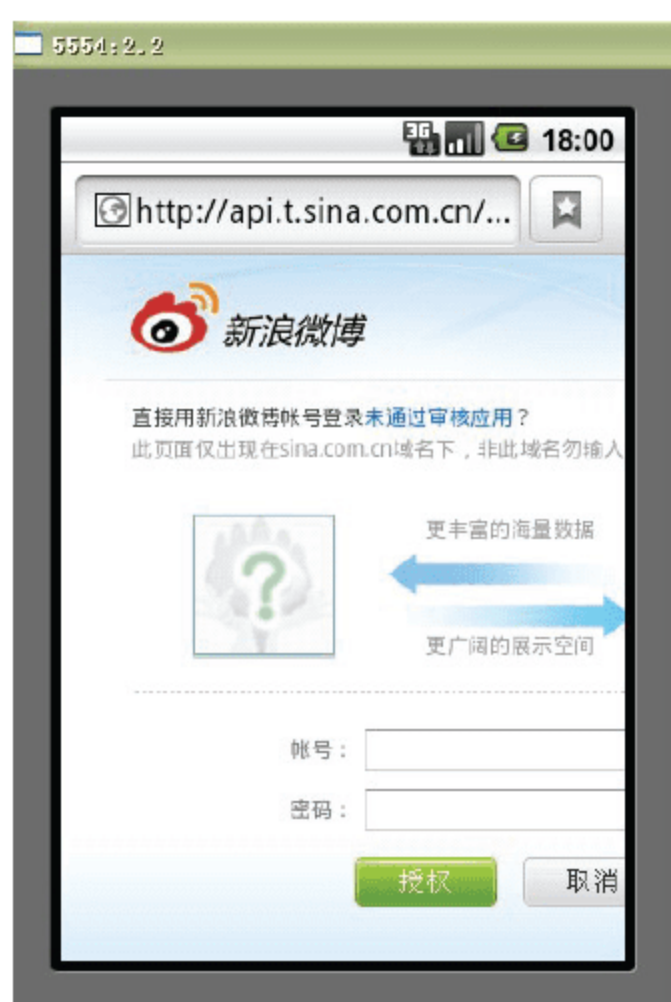 5554:2.2
3G 18:00
http://api.t.sina.com.cn/...
新浪微博
直接用新浪微博帐号登录未通过审核应用？
此页面仅出现在sina.com.cn域名下，非此域名勿输入
更丰富的海量数据
?
更广阔的展示空间
帐号：
密码：
授权 取消